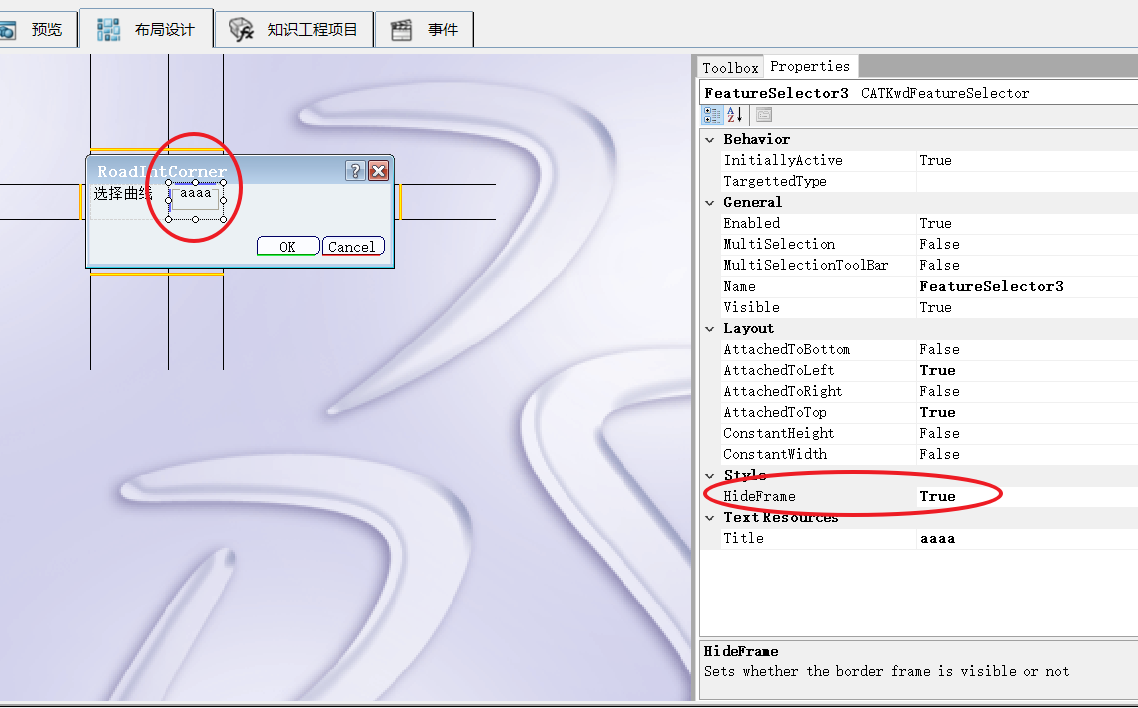 预览 布局设计 知识工程项目 事件
Toolbox Properties
FeatureSelector3 CATKwdFeatureSelector
Behavior
InitiallyActive True
TargettedType
General
Enabled True
MultiSelection False
MultiSelectionToolBar False
Name FeatureSelector3
Visible True
Layout
AttachedToBottom False
AttachedToLeft True
AttachedToRight False
AttachedToTop True
ConstantHeight False
ConstantWidth False
Style
HideFrame True
Text Resources
Title aaaa
HideFrame
Sets whether the border frame is visible or not
RoadIntCorner ?
选择曲线 aaaa
OK Cancel